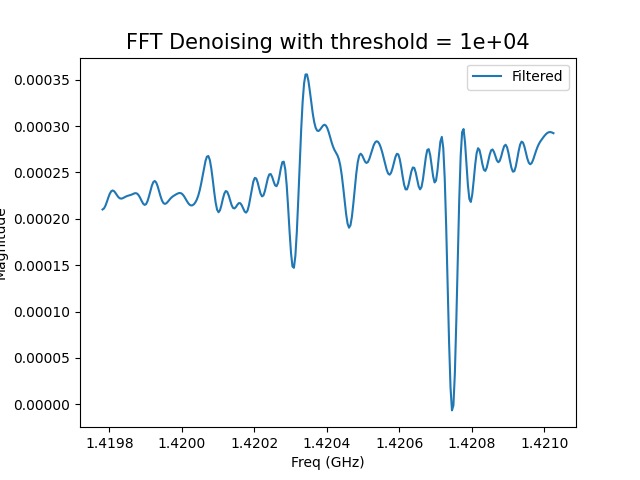 FFT Denoising with threshold = 1e+04
Filtered
Magnitude
0.00035
0.00030
0.00025
0.00020
0.00015
0.00010
0.00005
0.00000
1.4198 1.4200 1.4202 1.4204 1.4206 1.4208 1.4210
Freq (GHz)